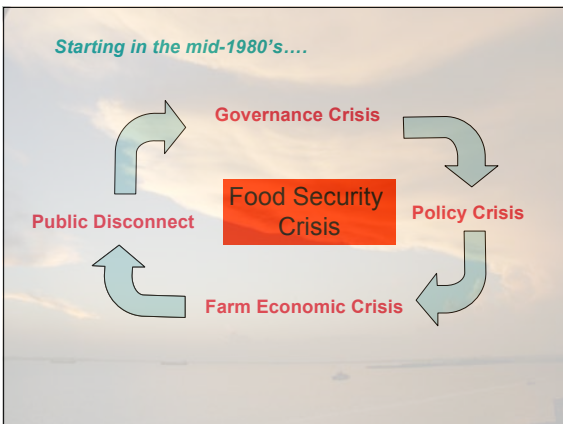 Starting in the mid-1980's....
Governance Crisis
Food Security
Crisis
Public Disconnect
Policy Crisis
Farm Economic Crisis